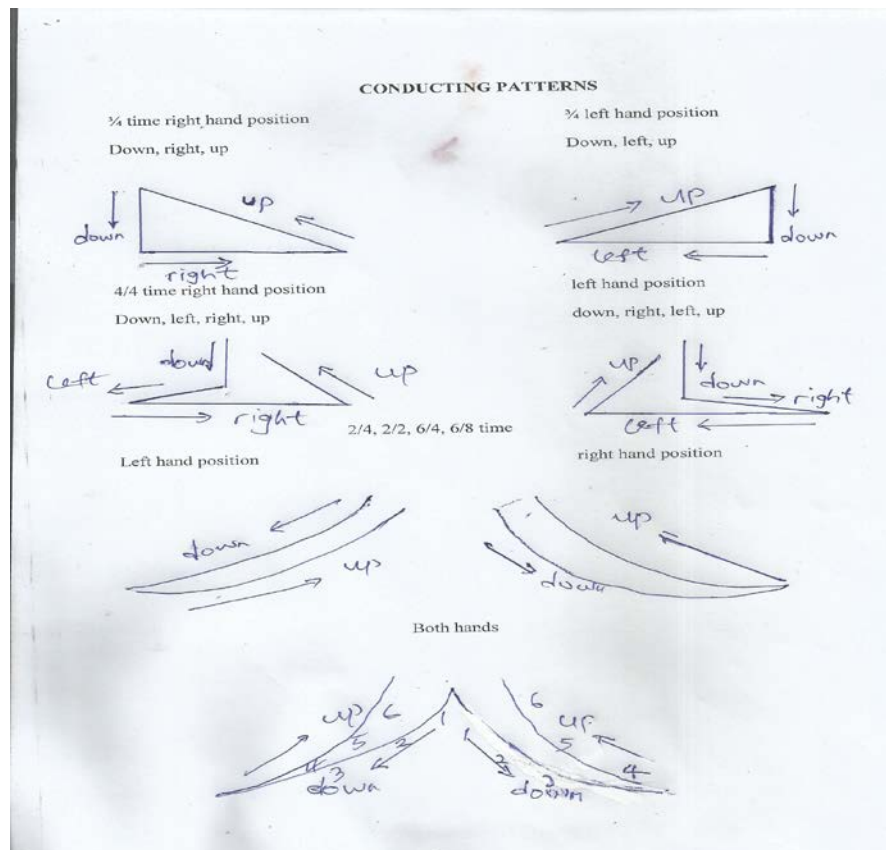 CONDUCTING PATTERNS
¾ time right hand position
Down, right, up
¾ left hand position
Down, left, up
down
up
right
up
left
down
4/4 time right hand position
Down, left, right, up
left hand position
down, right, left, up
left
down
up
right
up
down
right
left
2/4, 2/2, 6/4, 6/8 time
Left hand position
right hand position
down
up
up
down
Both hands
up 6
5 2 1
4 3
down
6
up
1 5
2 3 4
down